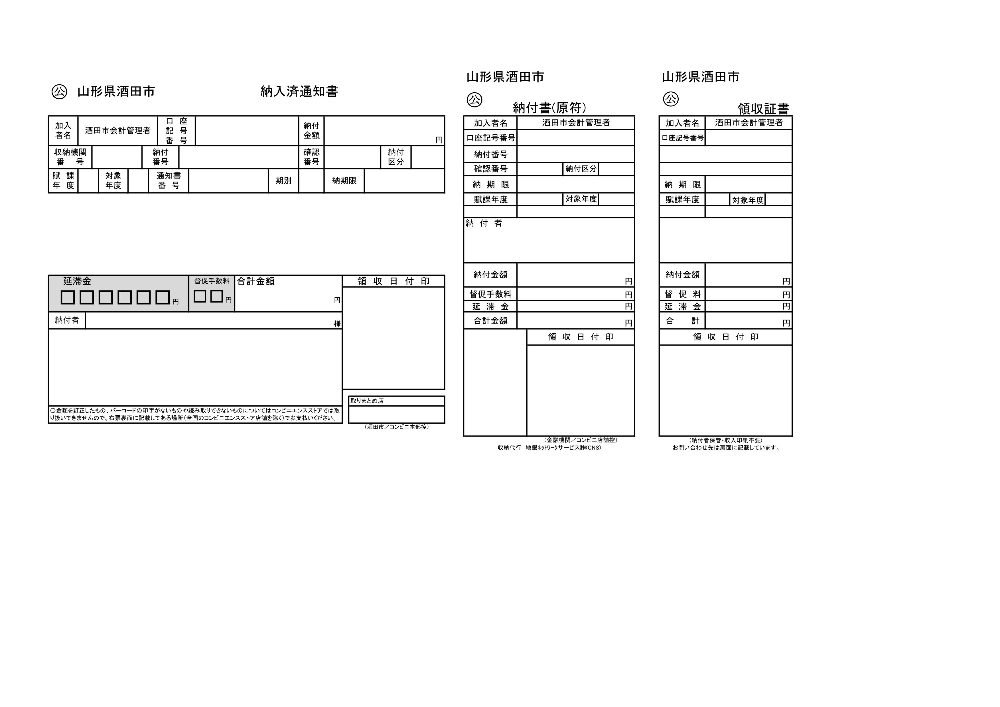 ㊗公 山形県酒田市 納入済通知書
加入者名 酒田市会計管理者 口座記号番号 納付金額 円
収納機関番号 納付番号 確認番号 納付区分
賦課年度 対象年度 通知書番号 期別 納期限
延滞金 円 督促手数料 円 合計金額 円 領収日付印
納付者 様
〇金額を訂正したもの、バーコードの印字がないものや読み取りできないものについてはコンビニエンスストアでは取
り扱いできませんので、右票裏面に記載してある場所(全国のコンビニエンスストア店舗を除く)でお支払いください。
取りまとめ店
(酒田市/コンビニ本部控)
山形県酒田市
公
納付書(原符)
加入者名 酒田市会計管理者
口座記号番号
納付番号
確認番号 納付区分
納期限
賦課年度 対象年度
納付者
納付金額 円
督促手数料 円
延滞金 円
合計金額 円
領収日付印
(金融機関/コンビニ店舗控)
収納代行 地銀ネットワークサービス㈱(CNS)
山形県酒田市
公
領収証書
加入者名 酒田市会計管理者
口座記号番号
納期限
賦課年度 対象年度
納付金額 円
督促料 円
延滞金 円
合計 円
領収日付印
(納付者保管・収入印紙不要)
お問い合わせ先は裏面に記載しています。